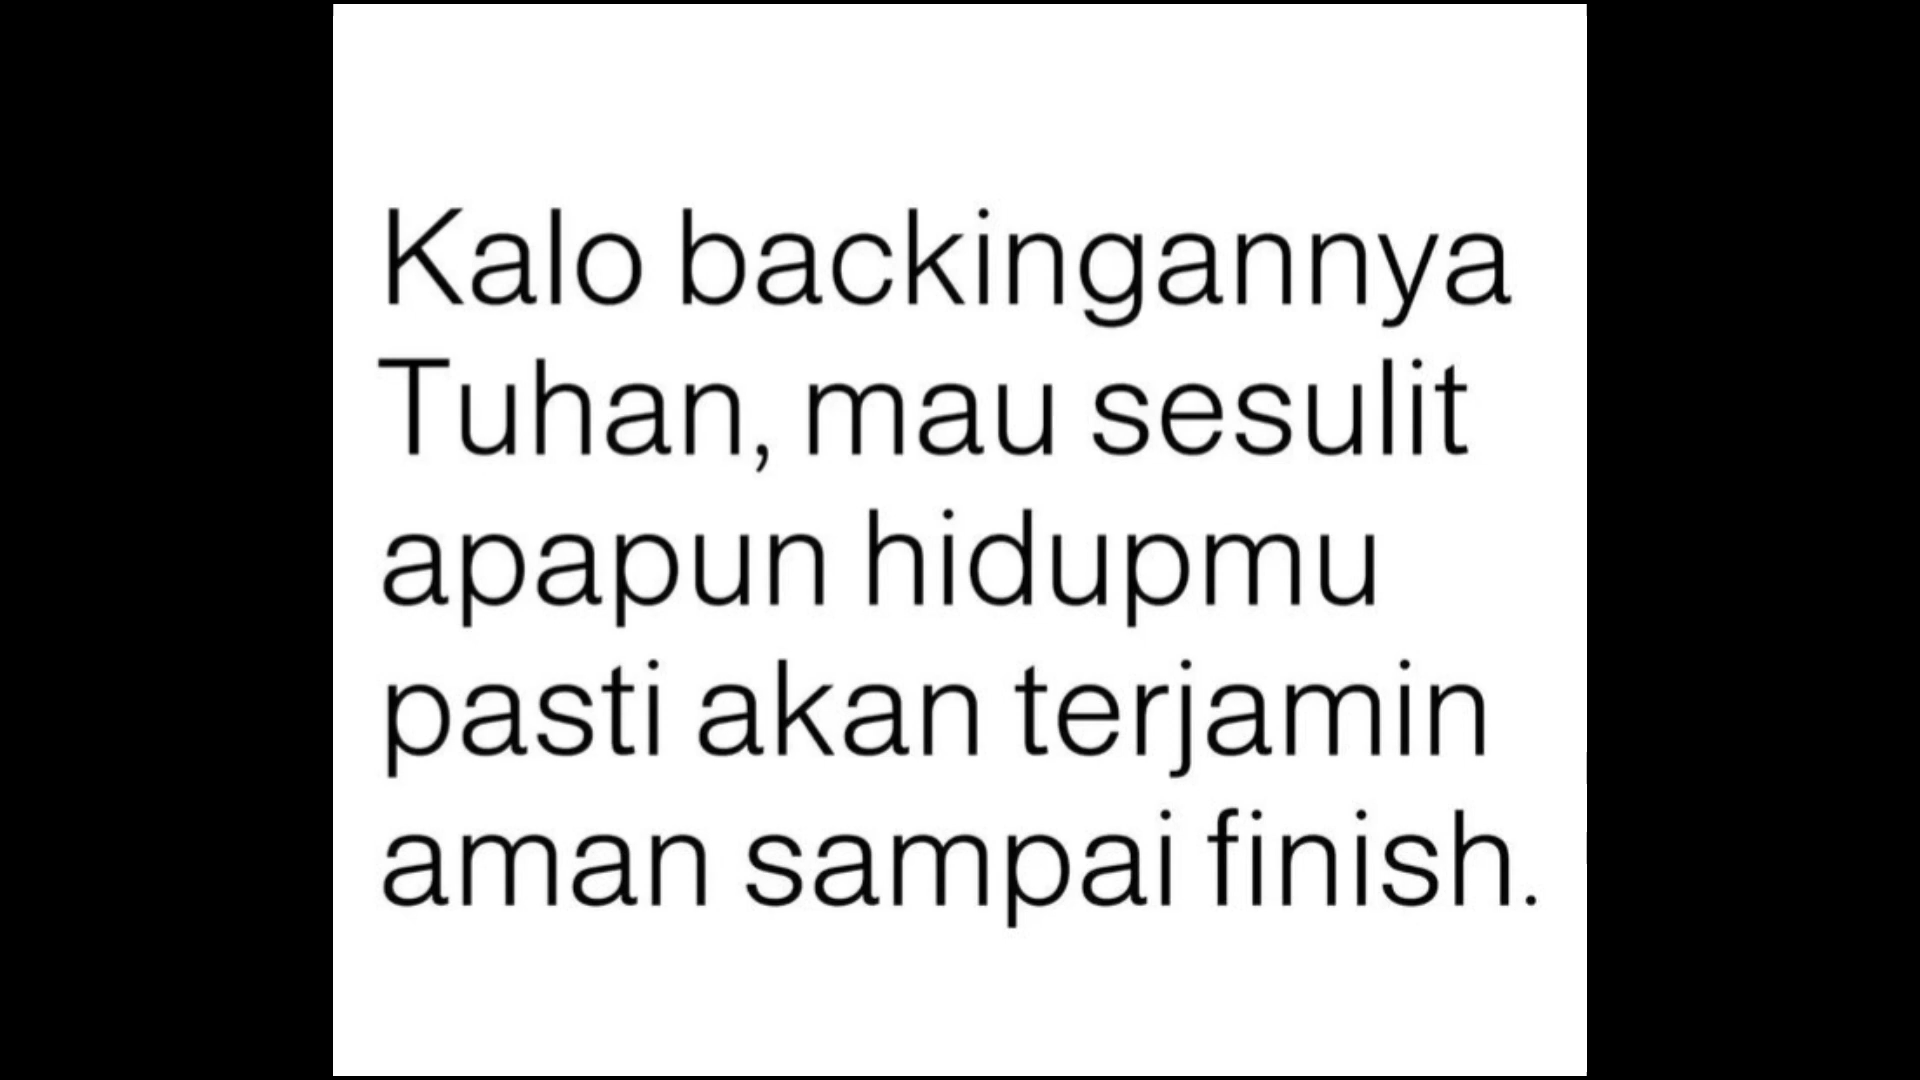 Kalo backingannya
Tuhan, mau sesulit
apapun hidupmu
pasti akan terjamin
aman sampai finish.